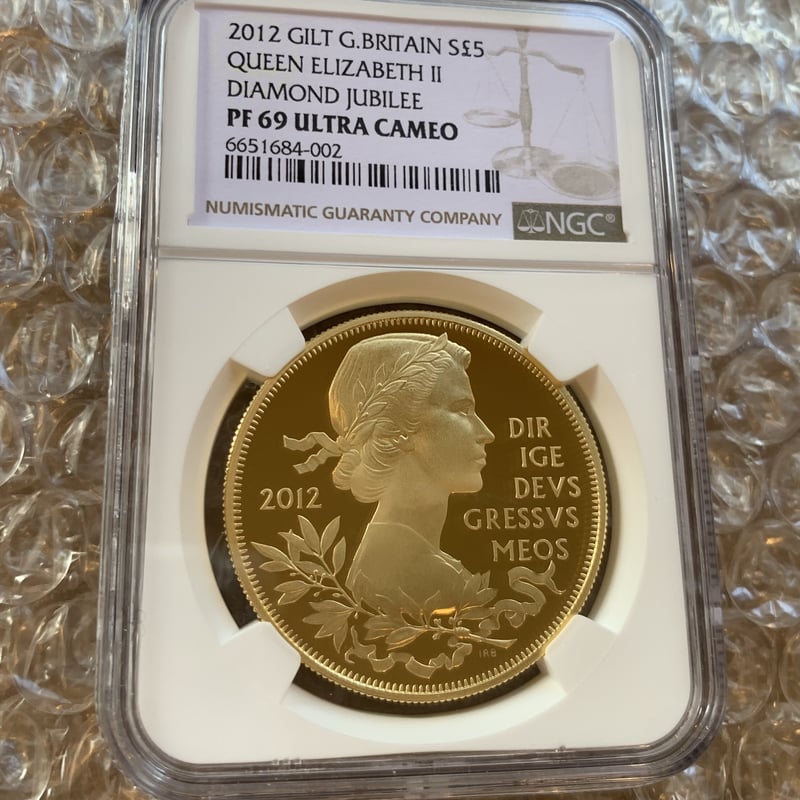 2012 GILT G.BRITAIN S£5
QUEEN ELIZABETH II
DIAMOND JUBILEE
PF 69 ULTRA CAMEO
6651684-002
NUMISMATIC GUARANTY COMPANY
NGC®
2012
DIR
IGE
DEVS
GRESSVS
MEOS
IRB